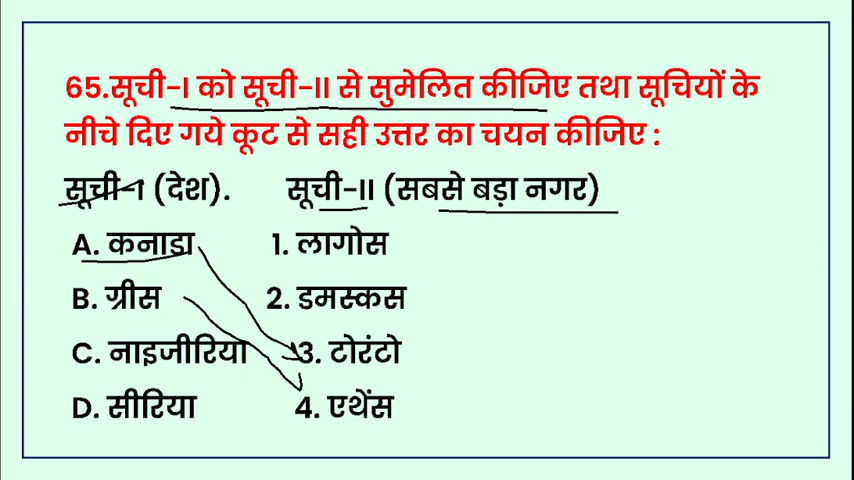 65.सूची-I को सूची-II से सुमेलित कीजिए तथा सूचियों के
नीचे दिए गये कूट से सही उत्तर का चयन कीजिए :
सूची-1 (देश). सूची-II (सबसे बड़ा नगर)
A. कनाडा 1. लागोस
B. ग्रीस 2. डमस्कस
C. नाइजीरिया 3. टोरंटो
D. सीरिया 4. एथेंस